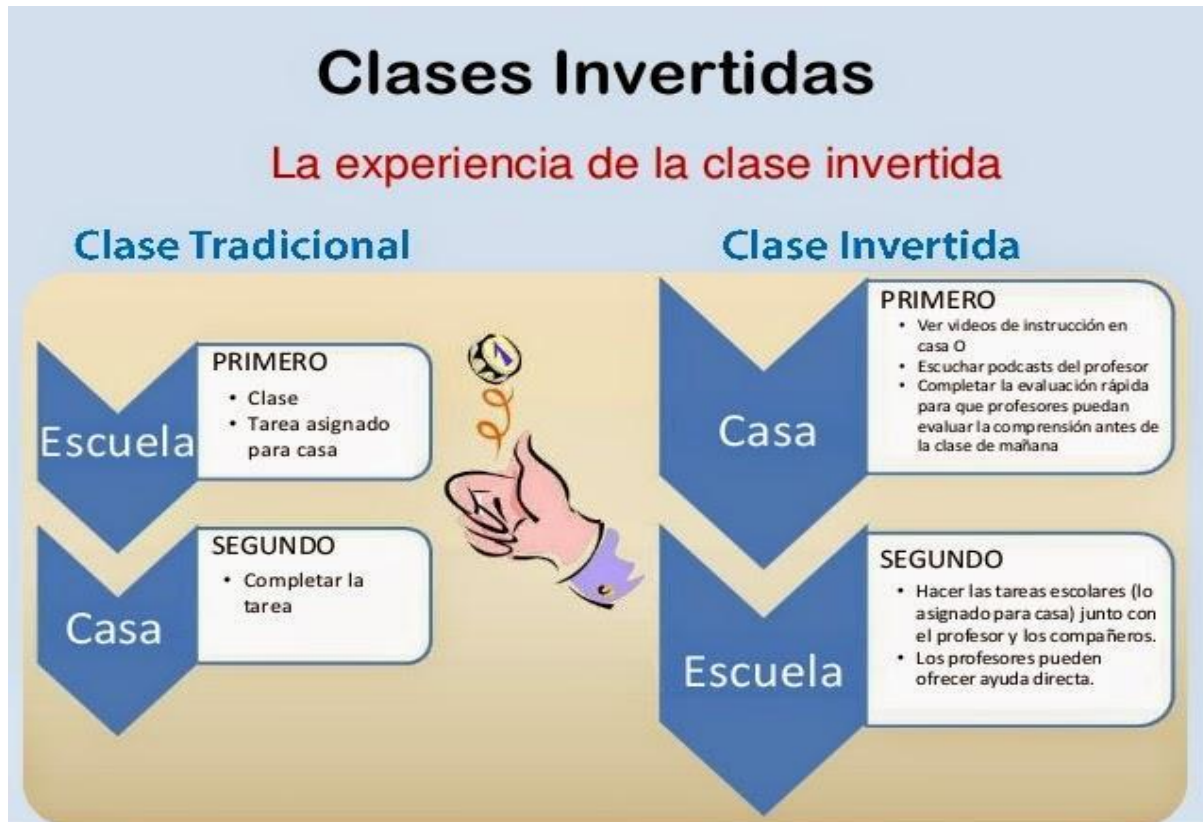 Clases Invertidas
La experiencia de la clase invertida
Clase Tradicional
Escuela
PRIMERO
• Clase
• Tarea asignado
para casa
Casa
SEGUNDO
• Completar la
tarea
Clase Invertida
Casa
PRIMERO
• Ver videos de instrucción en
casa O
• Escuchar podcasts del profesor
• Completar la evaluación rápida
para que profesores puedan
evaluar la comprensión antes de
la clase de mañana
Escuela
SEGUNDO
• Hacer las tareas escolares (lo
asignado para casa) junto con
el profesor y los compañeros.
• Los profesores pueden
ofrecer ayuda directa.